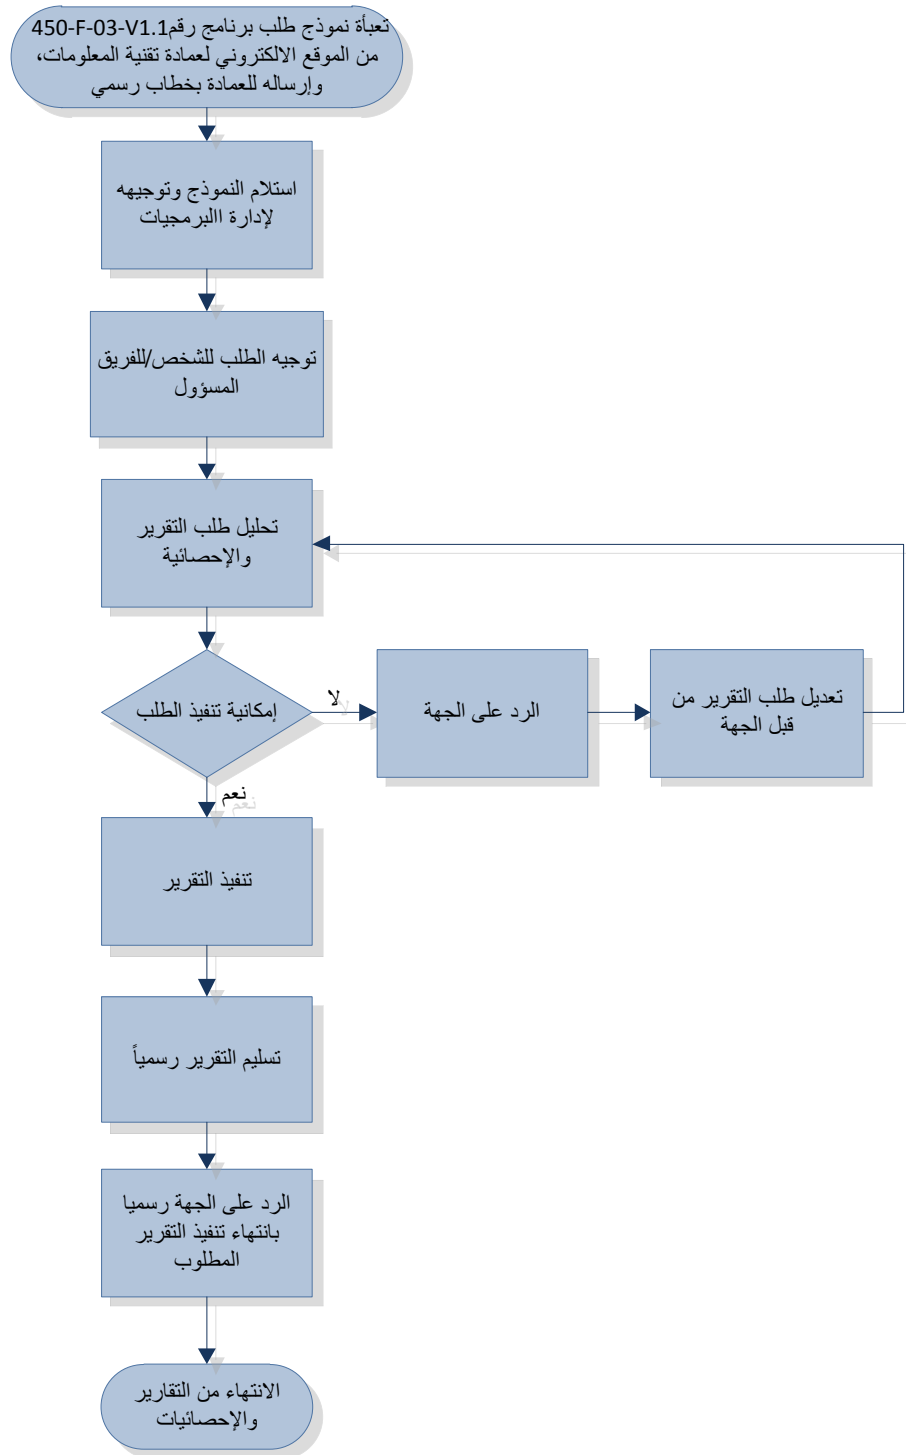 تعبأة نموذج طلب برنامج رقم450-F-03-V1.1
من الموقع الالكتروني لعمادة تقنية المعلومات،
وإرساله للعمادة بخطاب رسمي
استلام النموذج وتوجيهه
لإدارة االبرمجيات
توجيه الطلب للشخص/للفريق
المسؤول
تحليل طلب التقرير
والإحصائية
إمكانية تنفيذ الطلب
لا
الرد على الجهة
تعديل طلب التقرير من
قبل الجهة
نعم
تنفيذ التقرير
تسليم التقرير رسمياً
الرد على الجهة رسميا
بانتهاء تنفيذ التقرير
المطلوب
الانتهاء من التقارير
والإحصائيات